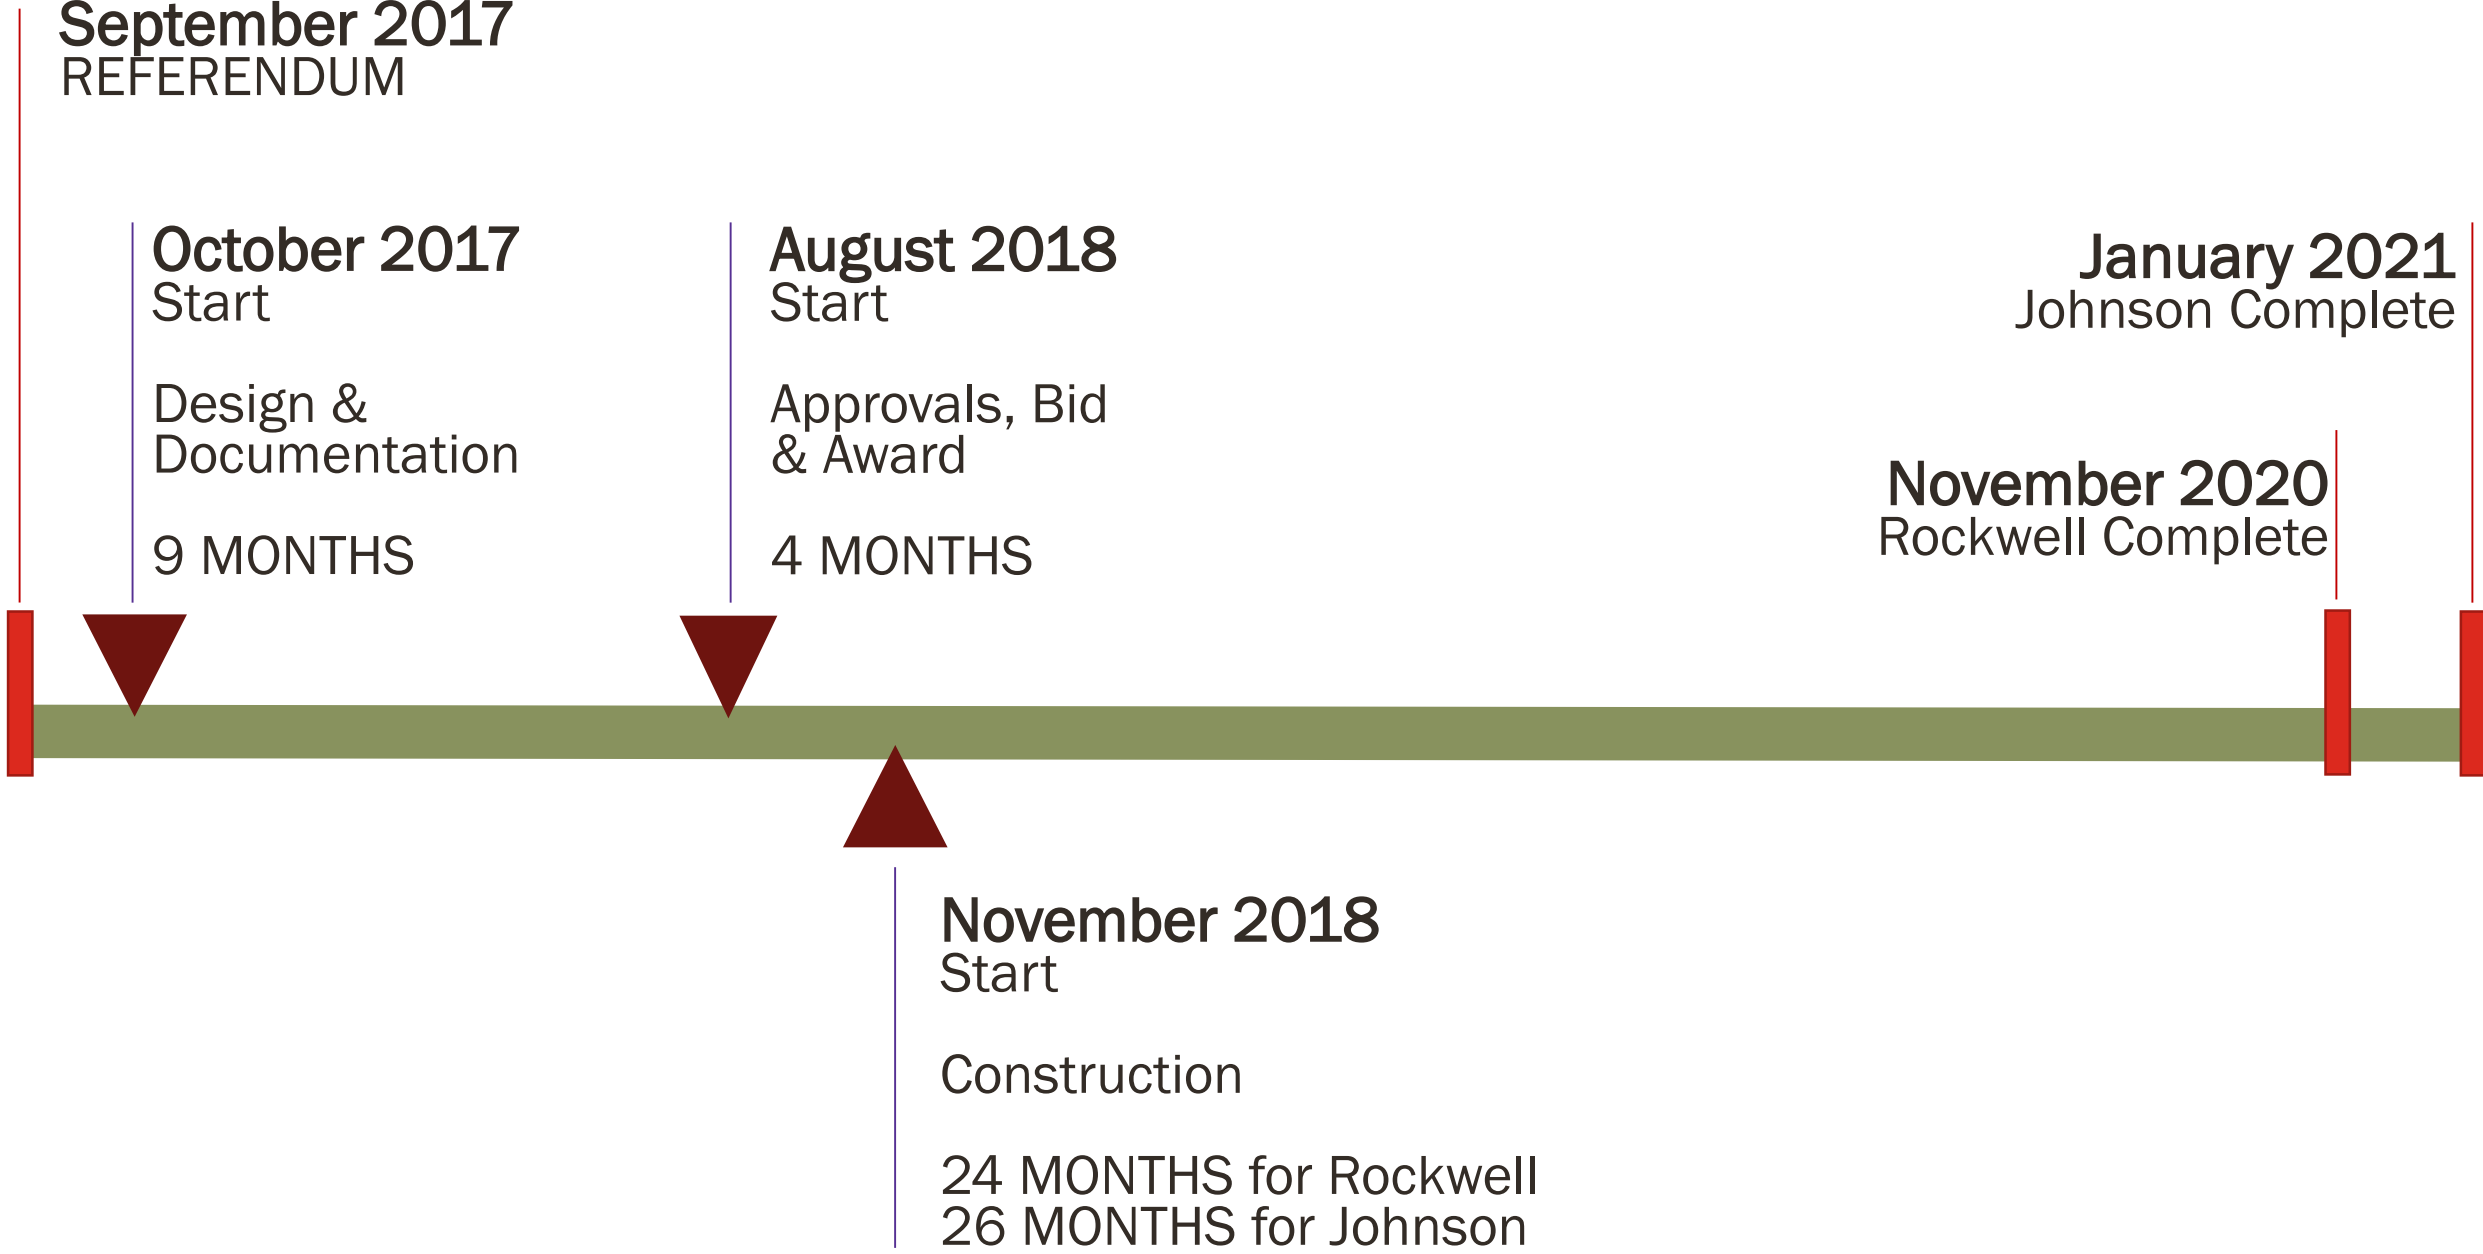 September 2017
REFERENDUM
October 2017
Start
Design &
Documentation
9 MONTHS
August 2018
Start
Approvals, Bid
& Award
4 MONTHS
January 2021
Johnson Complete
November 2020
Rockwell Complete
November 2018
Start
Construction
24 MONTHS for Rockwell
26 MONTHS for Johnson